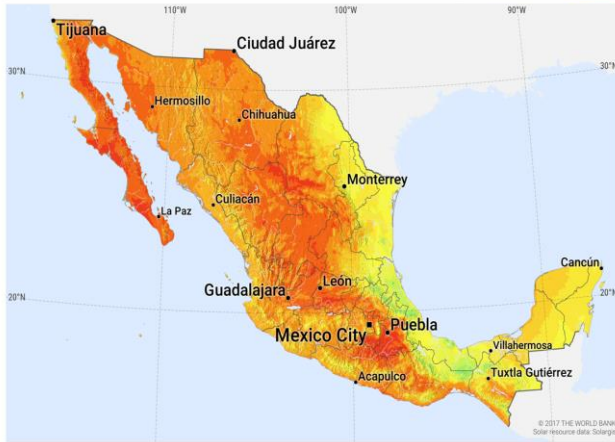 110°W
100°W
90°W
Tijuana
Ciudad Juárez
30°N
30°N
Hermosillo
Chihuahua
Monterrey
Culiacán
La Paz
Cancún
León
Guadalajara
20°N
20°N
Mexico City
Puebla
Villahermosa
Acapulco
Tuxtla Gutiérrez
© 2017 THE WORLD BANK
Solar resource data: Solargis